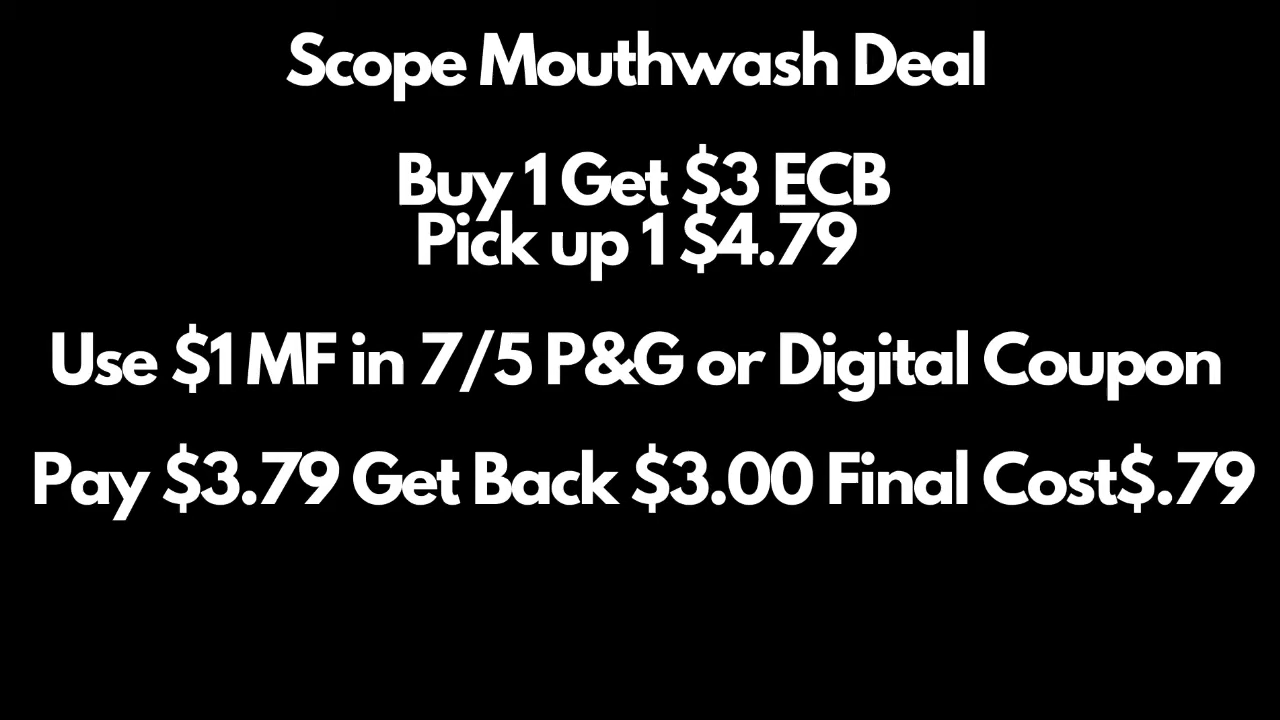 Scope Mouthwash Deal
Buy 1 Get $3 ECB
Pick up 1 $4.79
Use $1 MF in 7/5 P&G or Digital Coupon
Pay $3.79 Get Back $3.00 Final Cost$.79